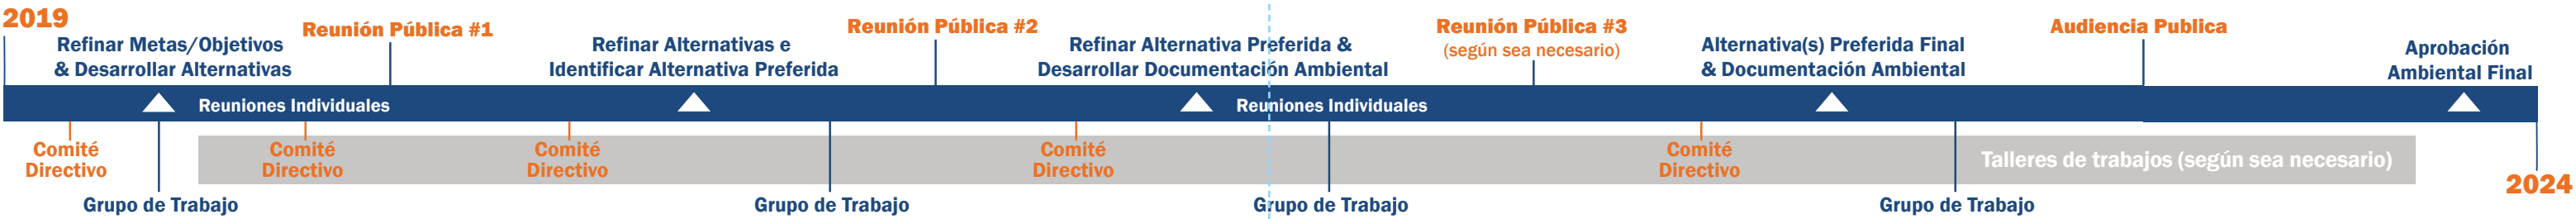 2019
Refinar Metas/Objetivos
& Desarrollar Alternativas
Reunión Pública #1
Refinar Alternativas e
Identificar Alternativa Preferida
Reunión Pública #2
Refinar Alternativa Preferida &
Desarrollar Documentación Ambiental
Reunión Pública #3
(según sea necesario)
Alternativa(s) Preferida Final
& Documentación Ambiental
Audiencia Publica
Aprobación
Ambiental Final
Reuniones Individuales
Reuniones Individuales
Comité
Directivo
Comité
Directivo
Comité
Directivo
Comité
Directivo
Comité
Directivo
Talleres de trabajos (según sea necesario)
2024
Grupo de Trabajo
Grupo de Trabajo
Grupo de Trabajo
Grupo de Trabajo